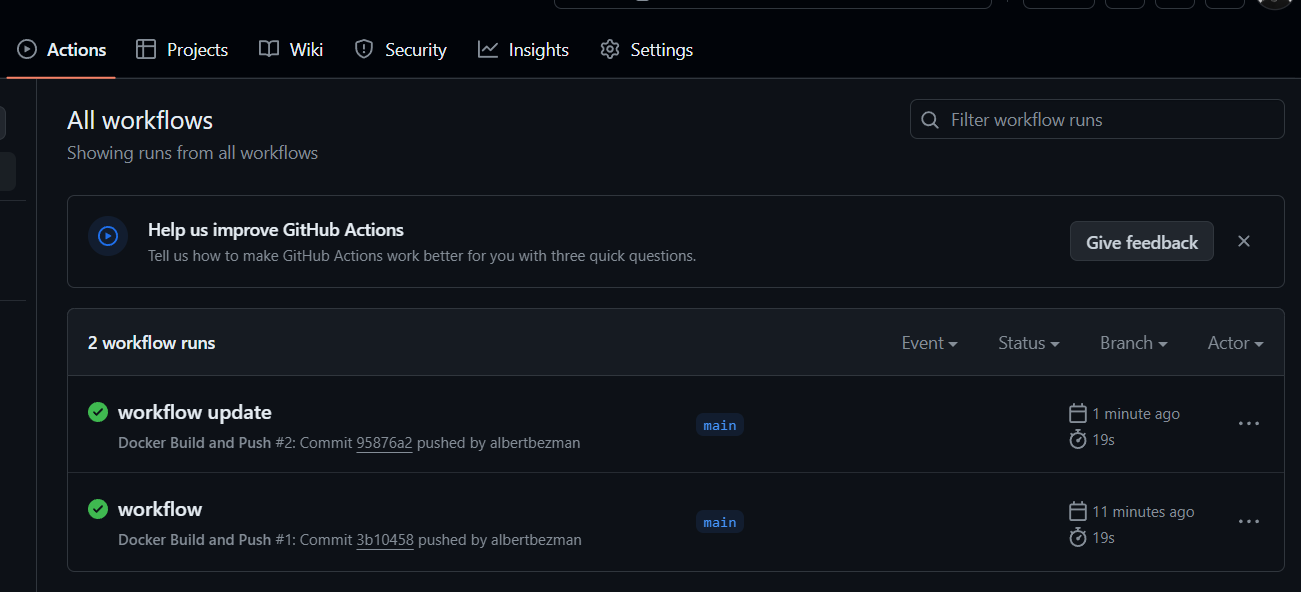 Actions Projects Wiki Security Insights Settings
All workflows
Filter workflow runs
Showing runs from all workflows
Help us improve GitHub Actions
Tell us how to make GitHub Actions work better for you with three quick questions.
Give feedback
2 workflow runs Event Status Branch Actor
workflow update
Docker Build and Push #2: Commit 95876a2 pushed by albertbezman
main
1 minute ago
19s
workflow
Docker Build and Push #1: Commit 3b10458 pushed by albertbezman
main
11 minutes ago
19s